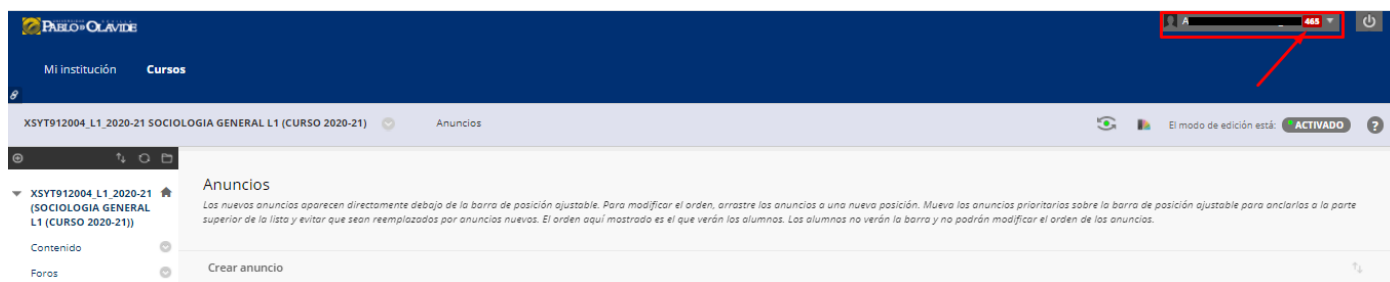 PABLO DE OLAVIDE
A 465
Mi institución Cursos
XSYT912004_L1_2020-21 SOCIOLOGIA GENERAL L1 (CURSO 2020-21) Anuncios El modo de edición está: ACTIVADO ?
XSYT912004_L1_2020-21
(SOCIOLOGIA GENERAL
L1 (CURSO 2020-21))
Contenido
Foros
Anuncios
Los nuevos anuncios aparecen directamente debajo de la barra de posición ajustable. Para modificar el orden, arrastre los anuncios a una nueva posición. Mueva los anuncios prioritarios sobre la barra de posición ajustable para anclarlos a la parte
superior de la lista y evitar que sean reemplazados por anuncios nuevos. El orden aquí mostrado es el que verán los alumnos. Los alumnos no verán la barra y no podrán modificar el orden de los anuncios.
Crear anuncio